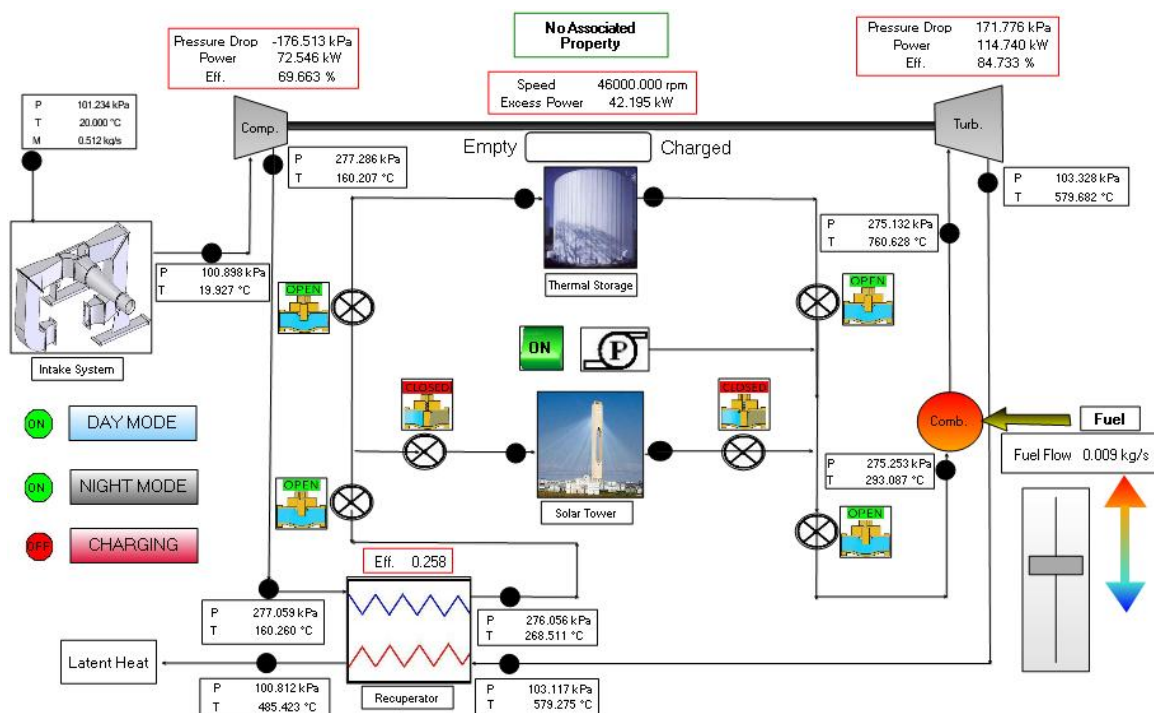 No Associated
Property
Pressure Drop -176.513 kPa
Power 72.546 kW
Eff. 69.663 %
Pressure Drop 171.776 kPa
Power 114.740 kW
Eff. 84.733 %
Speed 46000.000 rpm
Excess Power 42.195 kW
P 101.234 kPa
T 20.000 °C
M 0.512 kg/s
Comp.
Turb.
Empty Charged
P 277.286 kPa
T 160.207 °C
P 103.328 kPa
T 579.682 °C
P 275.132 kPa
T 760.628 °C
P 100.898 kPa
T 19.927 °C
Thermal Storage
OPEN
OPEN
Intake System
ON
P
CLOSED
CLOSED
ON DAY MODE
Comb.
Fuel
Fuel Flow 0.009 kg/s
P 275.253 kPa
T 293.087 °C
ON NIGHT MODE
OPEN
Solar Tower
OPEN
OFF CHARGING
Eff. 0.258
P 277.059 kPa
T 160.260 °C
P 276.056 kPa
T 268.511 °C
Latent Heat
P 100.812 kPa
T 485.423 °C
Recuperator
P 103.117 kPa
T 579.275 °C